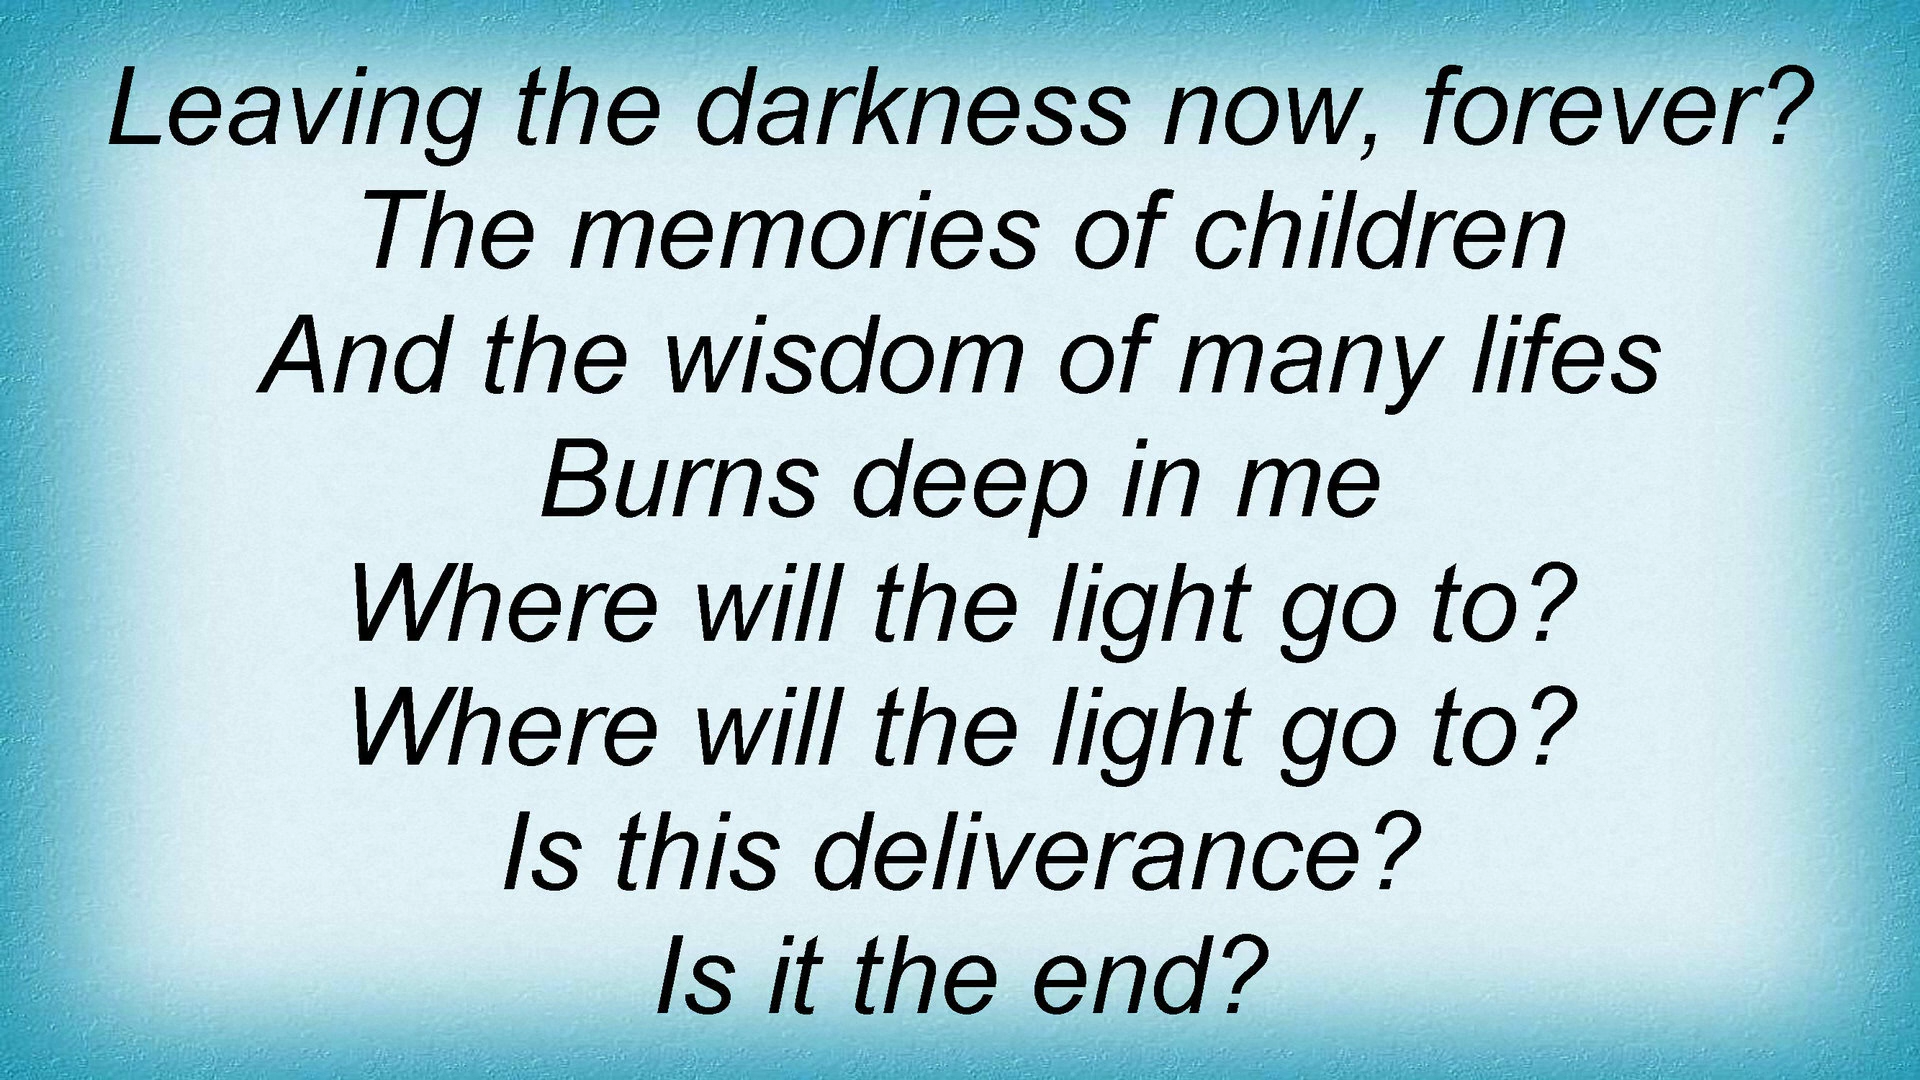 Leaving the darkness now, forever?
The memories of children
And the wisdom of many lifes
Burns deep in me
Where will the light go to?
Where will the light go to?
Is this deliverance?
Is it the end?